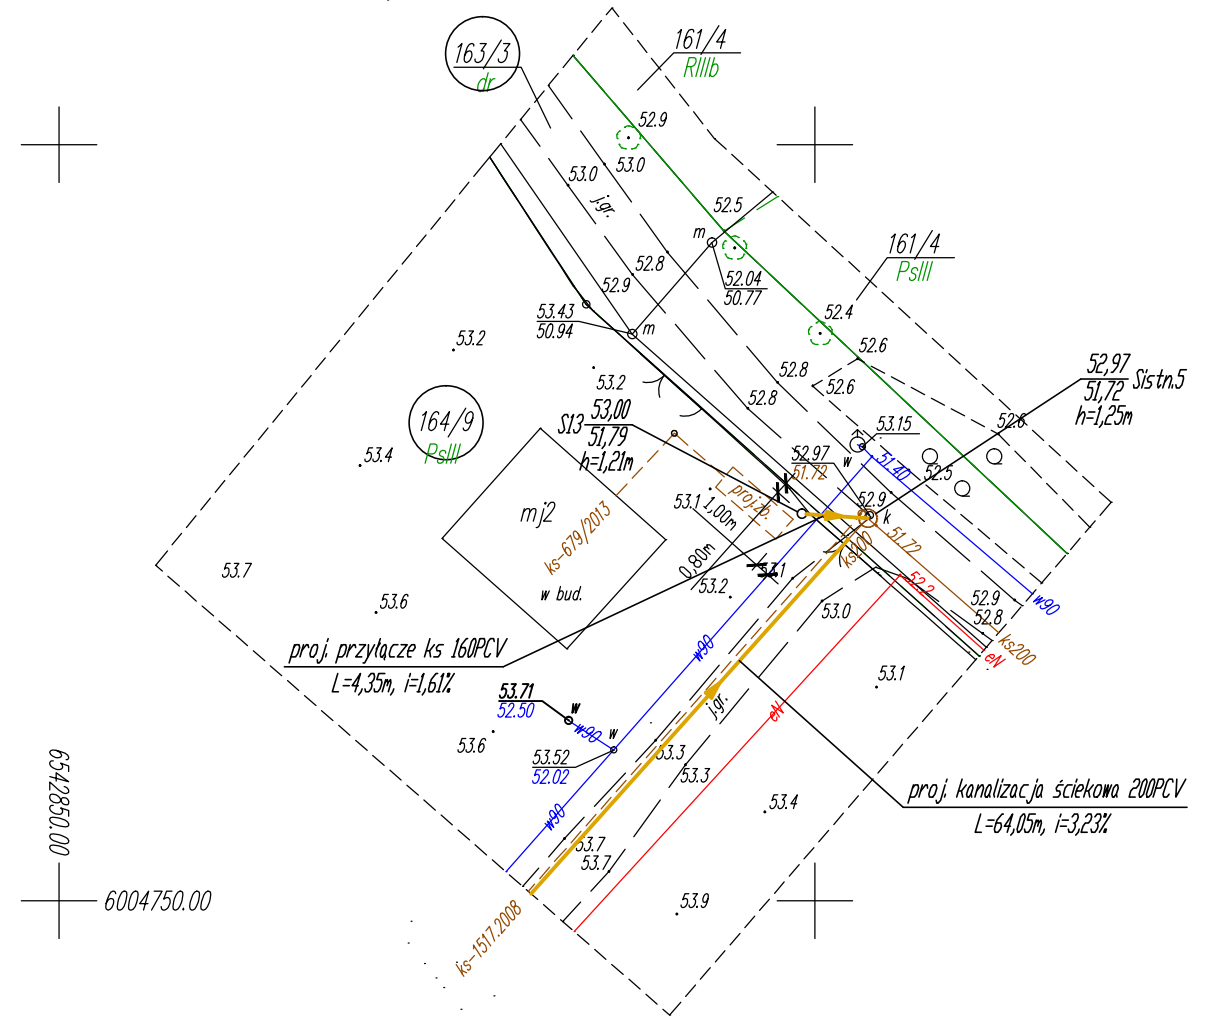 163/3
dr
161/4
RIIIb
52.9
53.0
53.0
j.gr.
52.5
m
161/4
PsIII
52.8
52.9
52.04
50.77
52.4
53.43
50.94
m
52.6
53.2
53.2
52.8
52.8
52.6
52,97
51,72
h=1,25m
Sistn.5
164/9
PsIII
S13
53,00
51,79
h=1,21m
52.6
53.15
w
51.40
52.97
51.72
52.5
53.4
53.1
1,00m
proj.zb.
52.9
k
51.72
mj2
ks-679/2013
ks200
0,80m
53.1
53.7
53.2
52.2
w bud.
53.6
53.0
52.9
52.8
w90
ks200
eN
proj. przyłącze ks 160PCV
L=4,35m, i=1,61%
w90
53.1
53.71
52.50
w
w90
w
j.gr.
eN
53.6
53.52
52.02
53.3
53.3
proj. kanalizacja ściekowa 200PCV
L=64,05m, i=3,23%
6542850.00
w90
53.4
53.7
53.7
6004750.00
53.9
ks-1517.2008